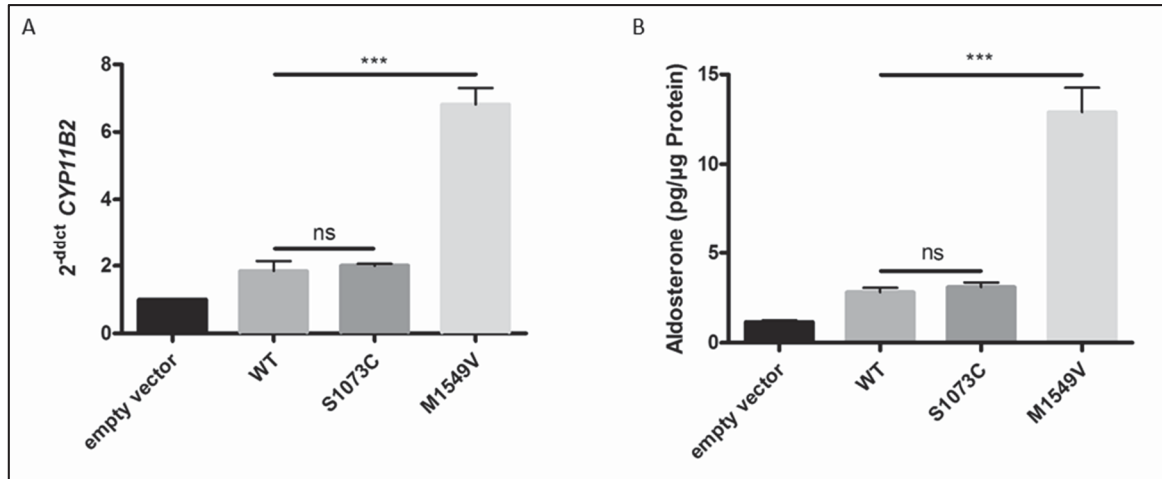 A
2-ddct CYP11B2
8
6
4
2
0
***
ns
empty vector
WT
S1073C
M1549V
B
Aldosterone (pg/µg Protein)
15
10
5
0
***
ns
empty vector
WT
S1073C
M1549V